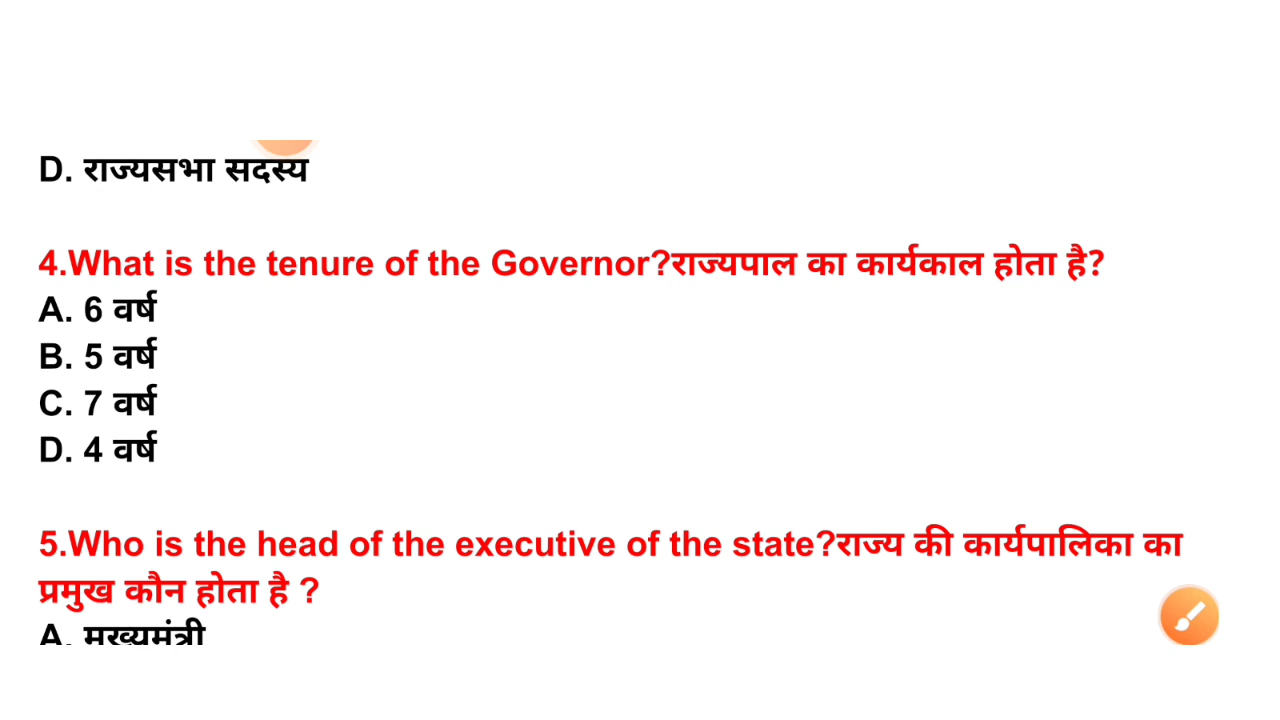 D. राज्यसभा सदस्य
4.What is the tenure of the Governor?राज्यपाल का कार्यकाल होता है?
A. 6 वर्ष
B. 5 वर्ष
C. 7 वर्ष
D. 4 वर्ष
5.Who is the head of the executive of the state?राज्य की कार्यपालिका का
प्रमुख कौन होता है ?
A. मुख्यमंत्री